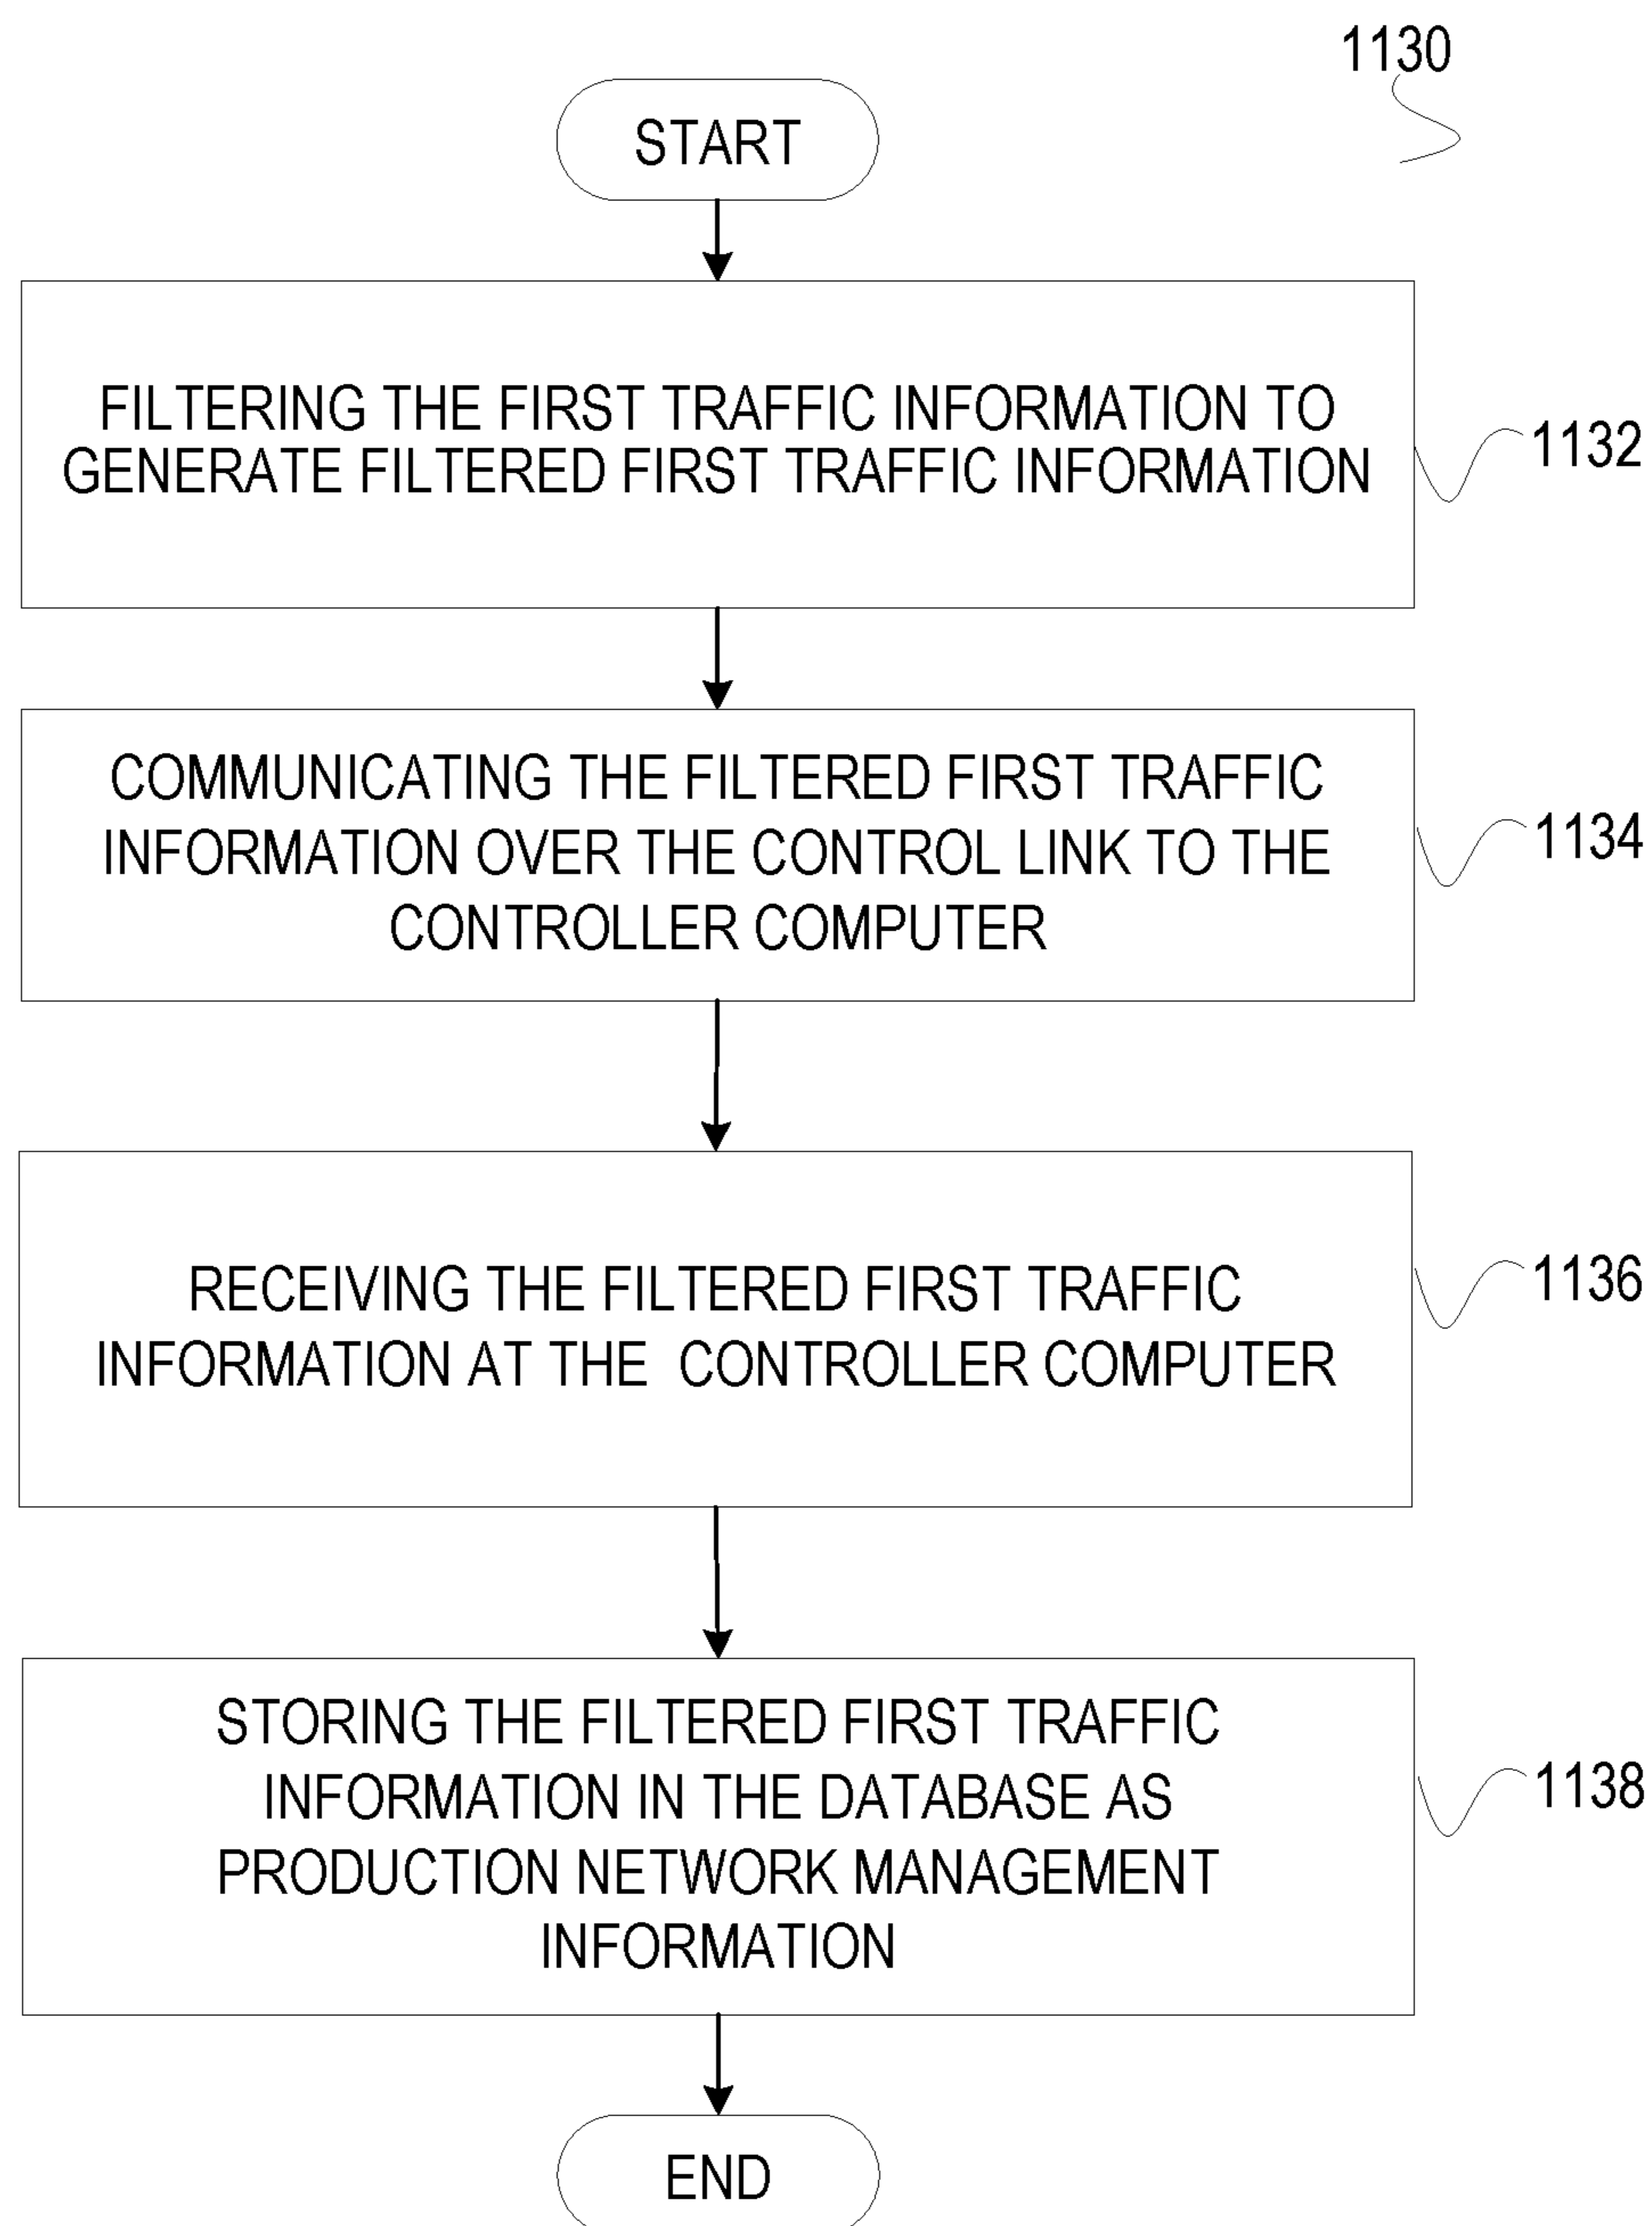 1130
START
FILTERING THE FIRST TRAFFIC INFORMATION TO
GENERATE FILTERED FIRST TRAFFIC INFORMATION
1132
COMMUNICATING THE FILTERED FIRST TRAFFIC
INFORMATION OVER THE CONTROL LINK TO THE
CONTROLLER COMPUTER
1134
RECEIVING THE FILTERED FIRST TRAFFIC
INFORMATION AT THE CONTROLLER COMPUTER
1136
STORING THE FILTERED FIRST TRAFFIC
INFORMATION IN THE DATABASE AS
PRODUCTION NETWORK MANAGEMENT
INFORMATION
1138
END